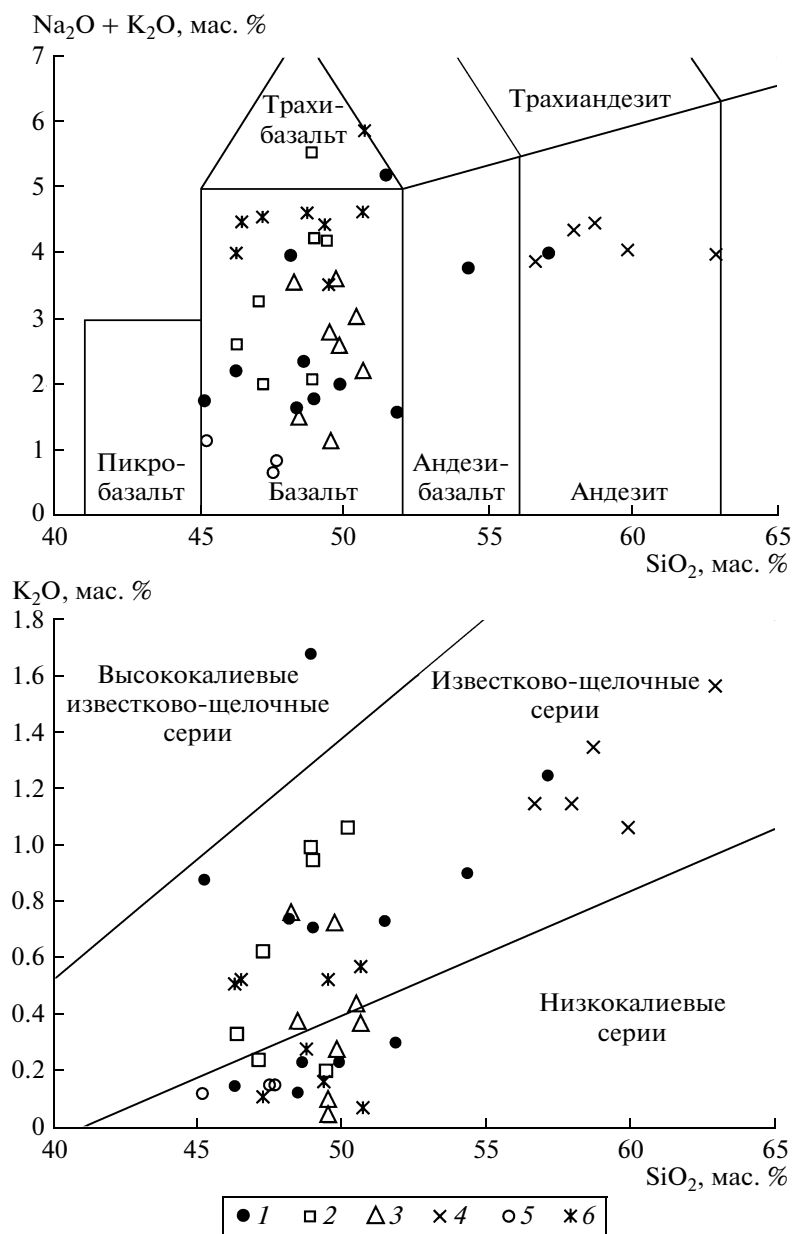 Na₂O + K₂O, мас. %
7
6
5
4
3
2
1
0
Трахи-
базальт
Трахиандезит
Пикро-
базальт
Базальт
Андези-
базальт
Андезит
40 45 50 55 60 65
SiO₂, мас. %
K₂O, мас. %
1.8
1.6
1.4
1.2
1.0
0.8
0.6
0.4
0.2
0
Высококалиевые
известково-щелочные
серии
Известково-щелочные
серии
Низкокалиевые
серии
40 45 50 55 60 65
SiO₂, мас. %
1 2 3 4 5 6